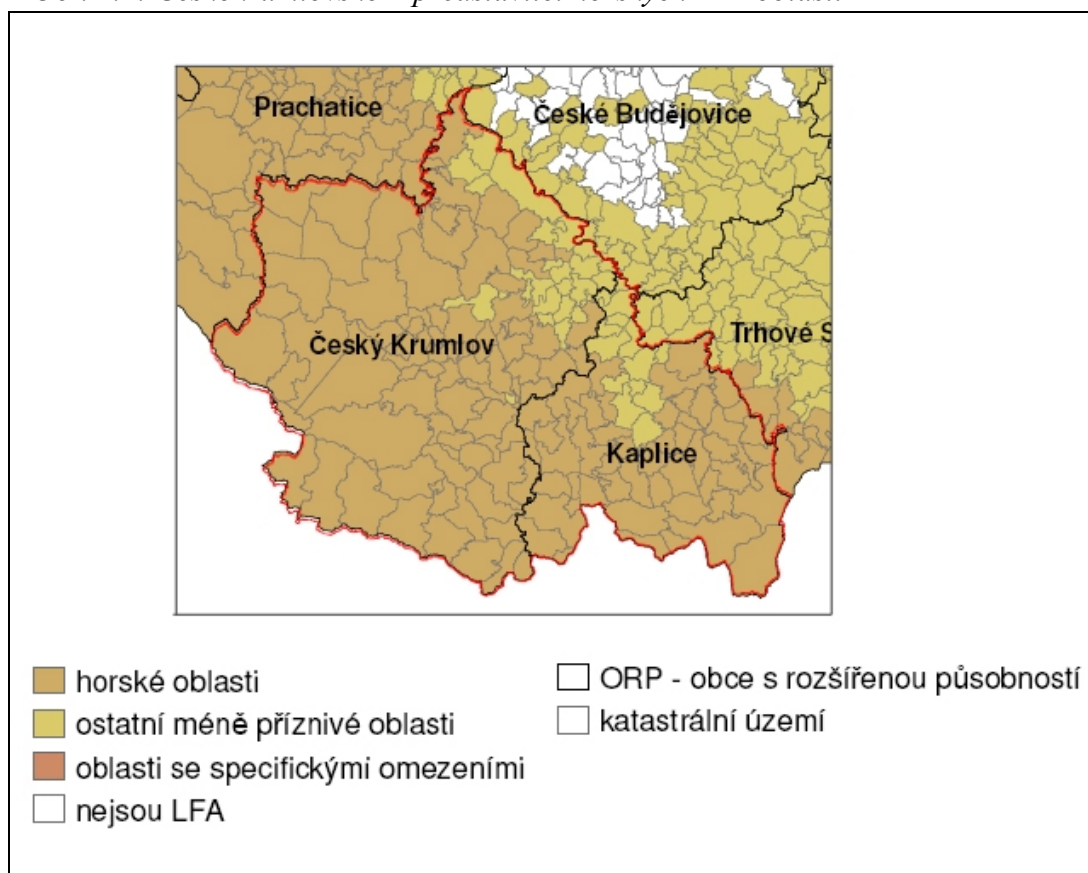 Prachatice
České Budějovice
Trhové S
Český Krumlov
Kaplice
horské oblasti
ostatní méně příznivé oblasti
oblasti se specifickými omezeními
nejsou LFA
ORP - obce s rozšířenou působností
katastrální území